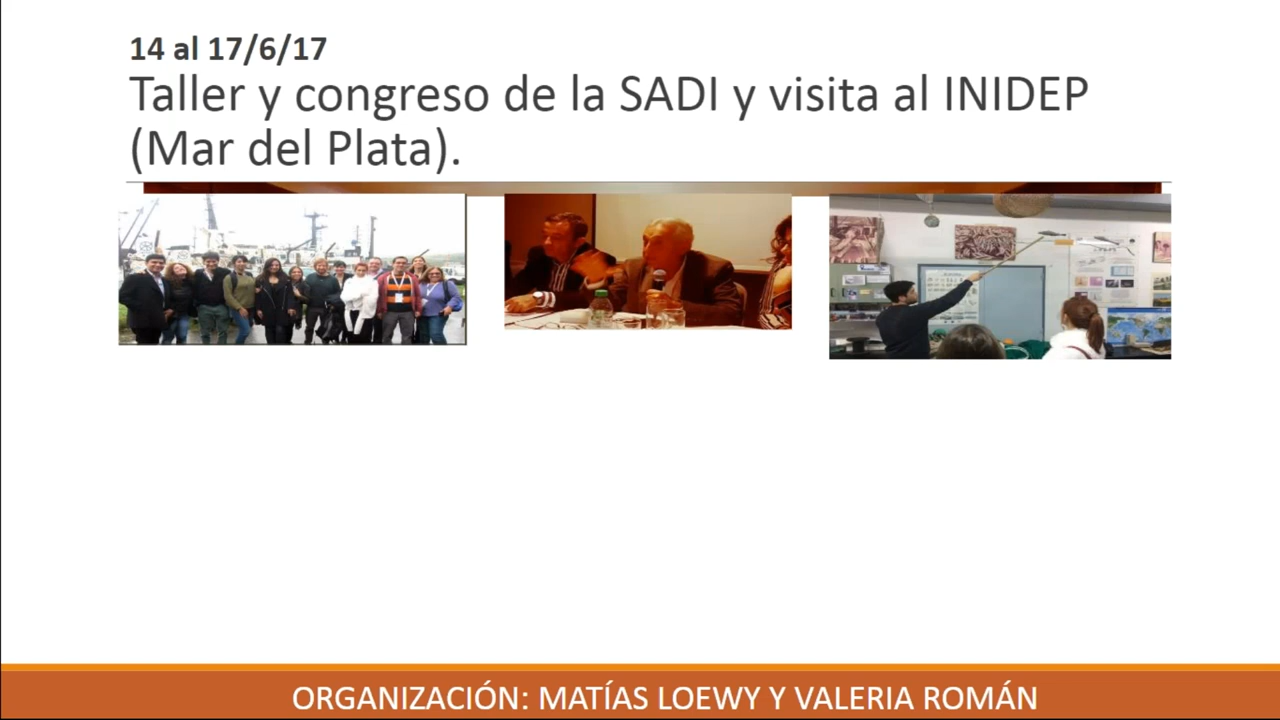 14 al 17/6/17
Taller y congreso de la SADI y visita al INIDEP
(Mar del Plata).
ORGANIZACIÓN: MATÍAS LOEWY Y VALERIA ROMÁN